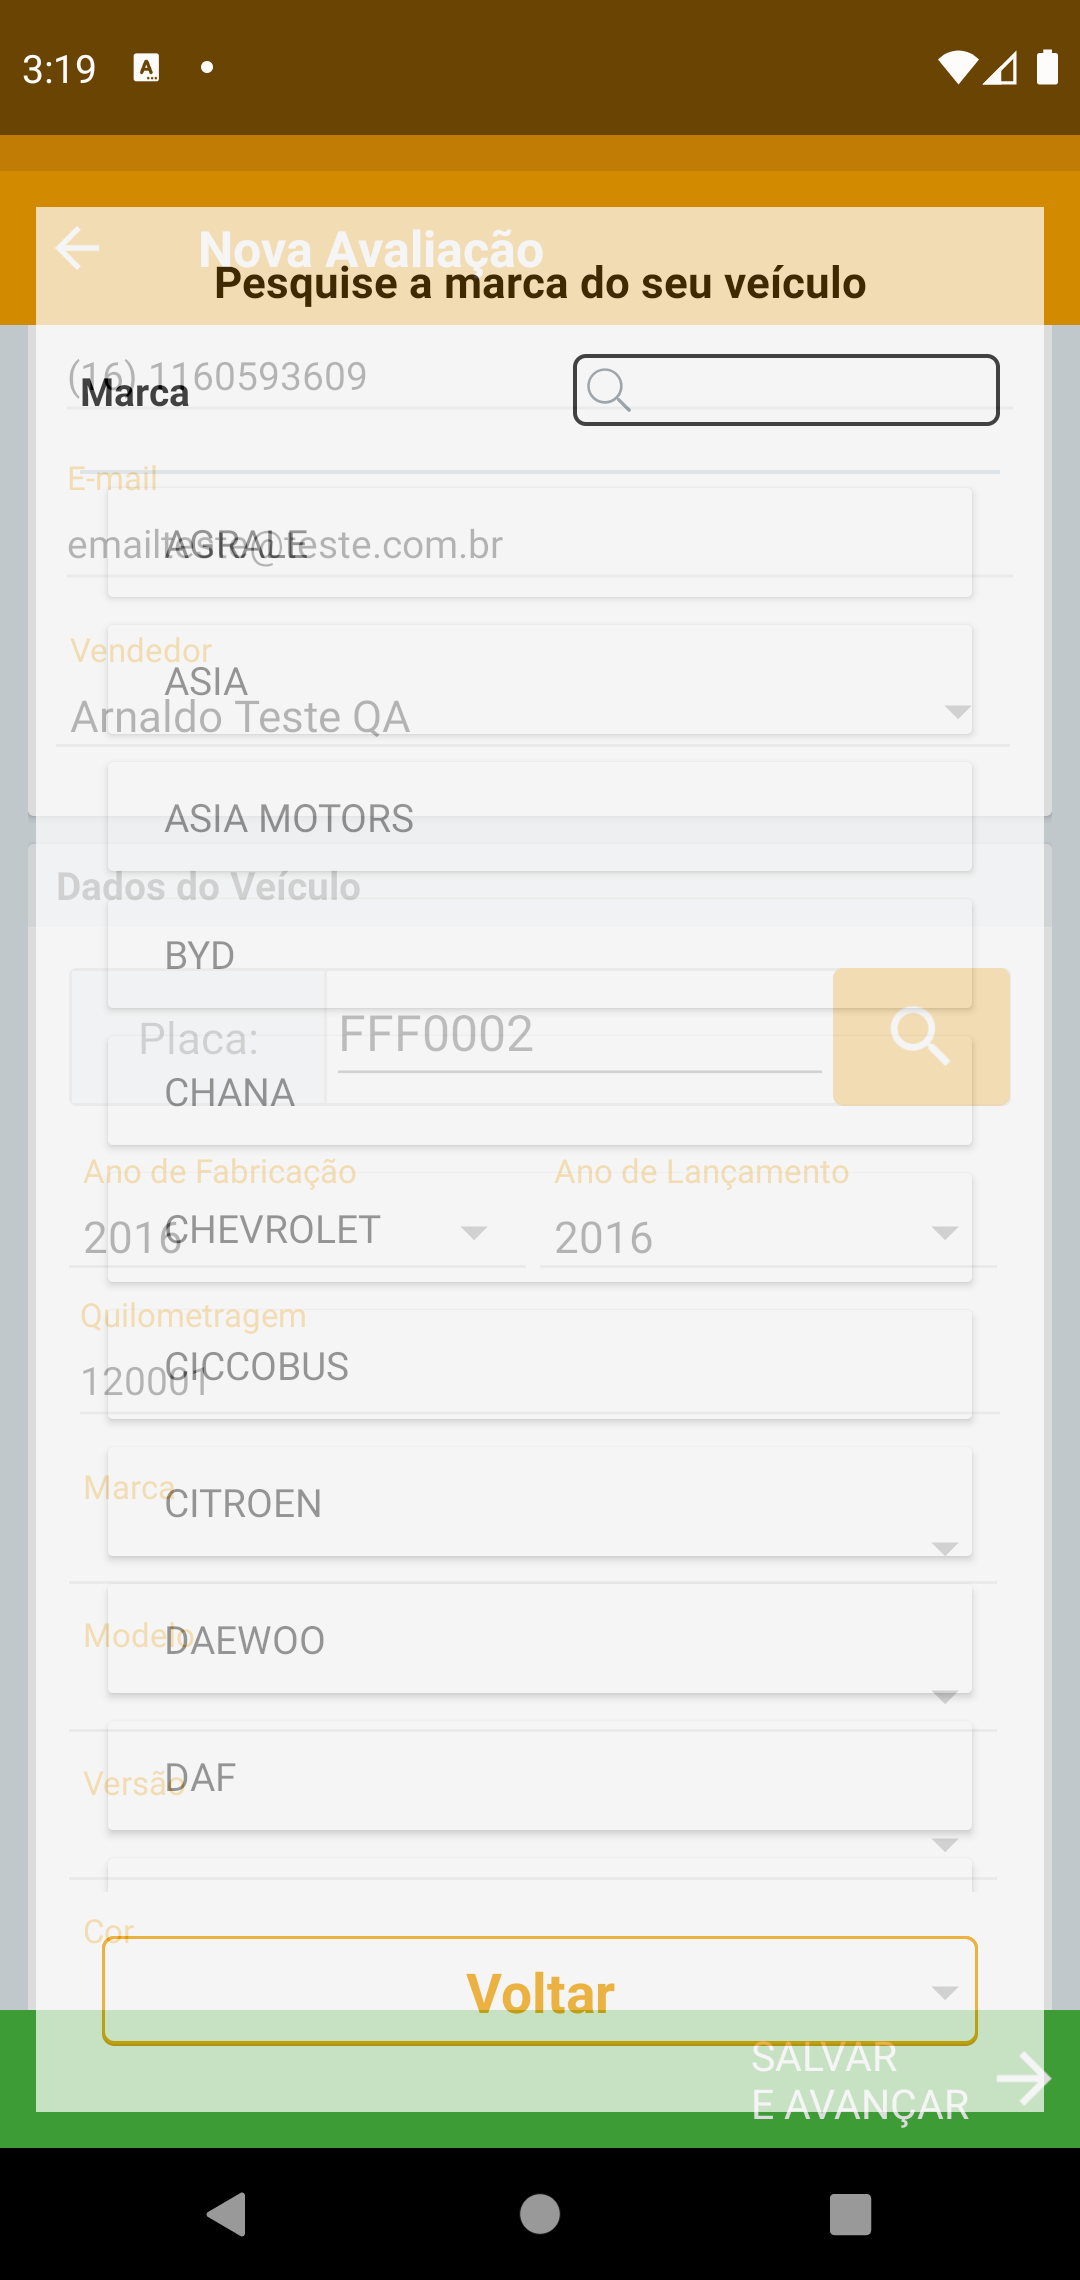 3:19
Nova Avaliação
Pesquise a marca do seu veículo
(16) 1160593609
Marca
E-mail
emailteste@teste.com.br
AGRALE
Vendedor
ASIA
Arnaldo Teste QA
ASIA MOTORS
Dados do Veículo
BYD
Placa: FFF0002
CHANA
Ano de Fabricação Ano de Lançamento
CHEVROLET
2016 2016
Quilometragem
CICCOBUS
120001
Marca
CITROEN
Modelo
DAEWOO
Versão
DAF
Cor
Voltar
SALVAR
E AVANÇAR